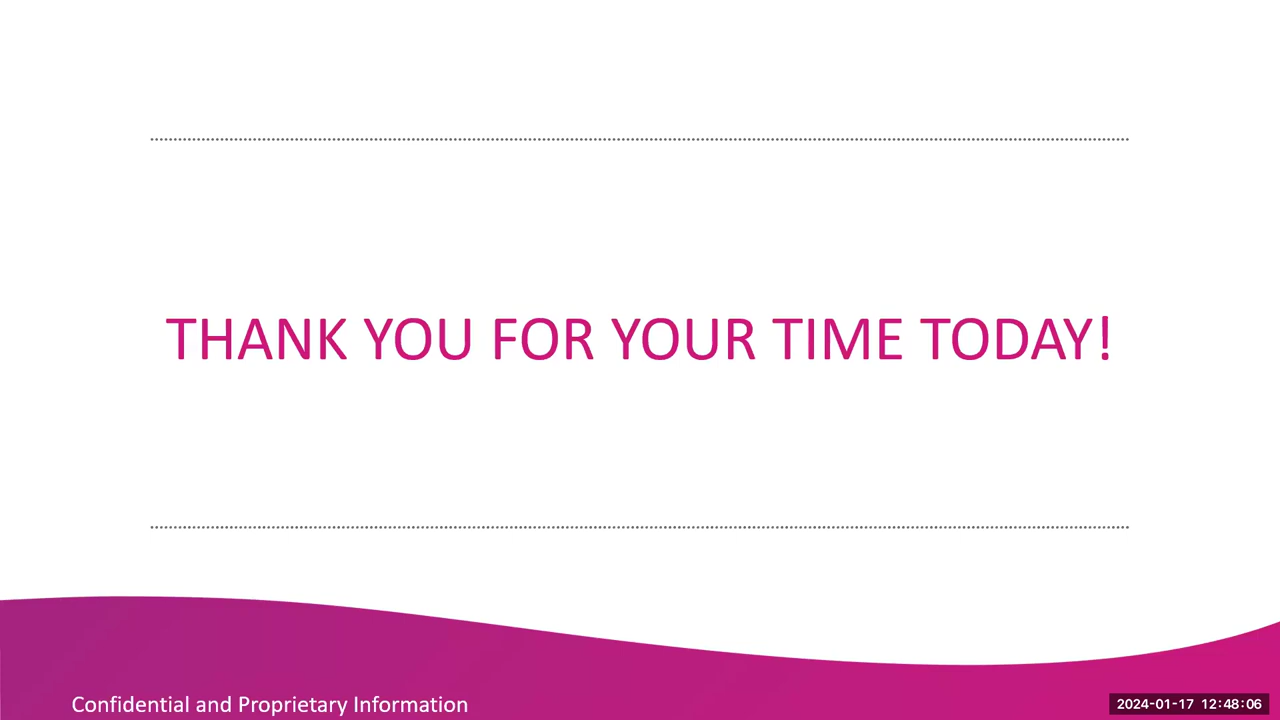 THANK YOU FOR YOUR TIME TODAY!
Confidential and Proprietary Information
2024-01-17 12:48:06